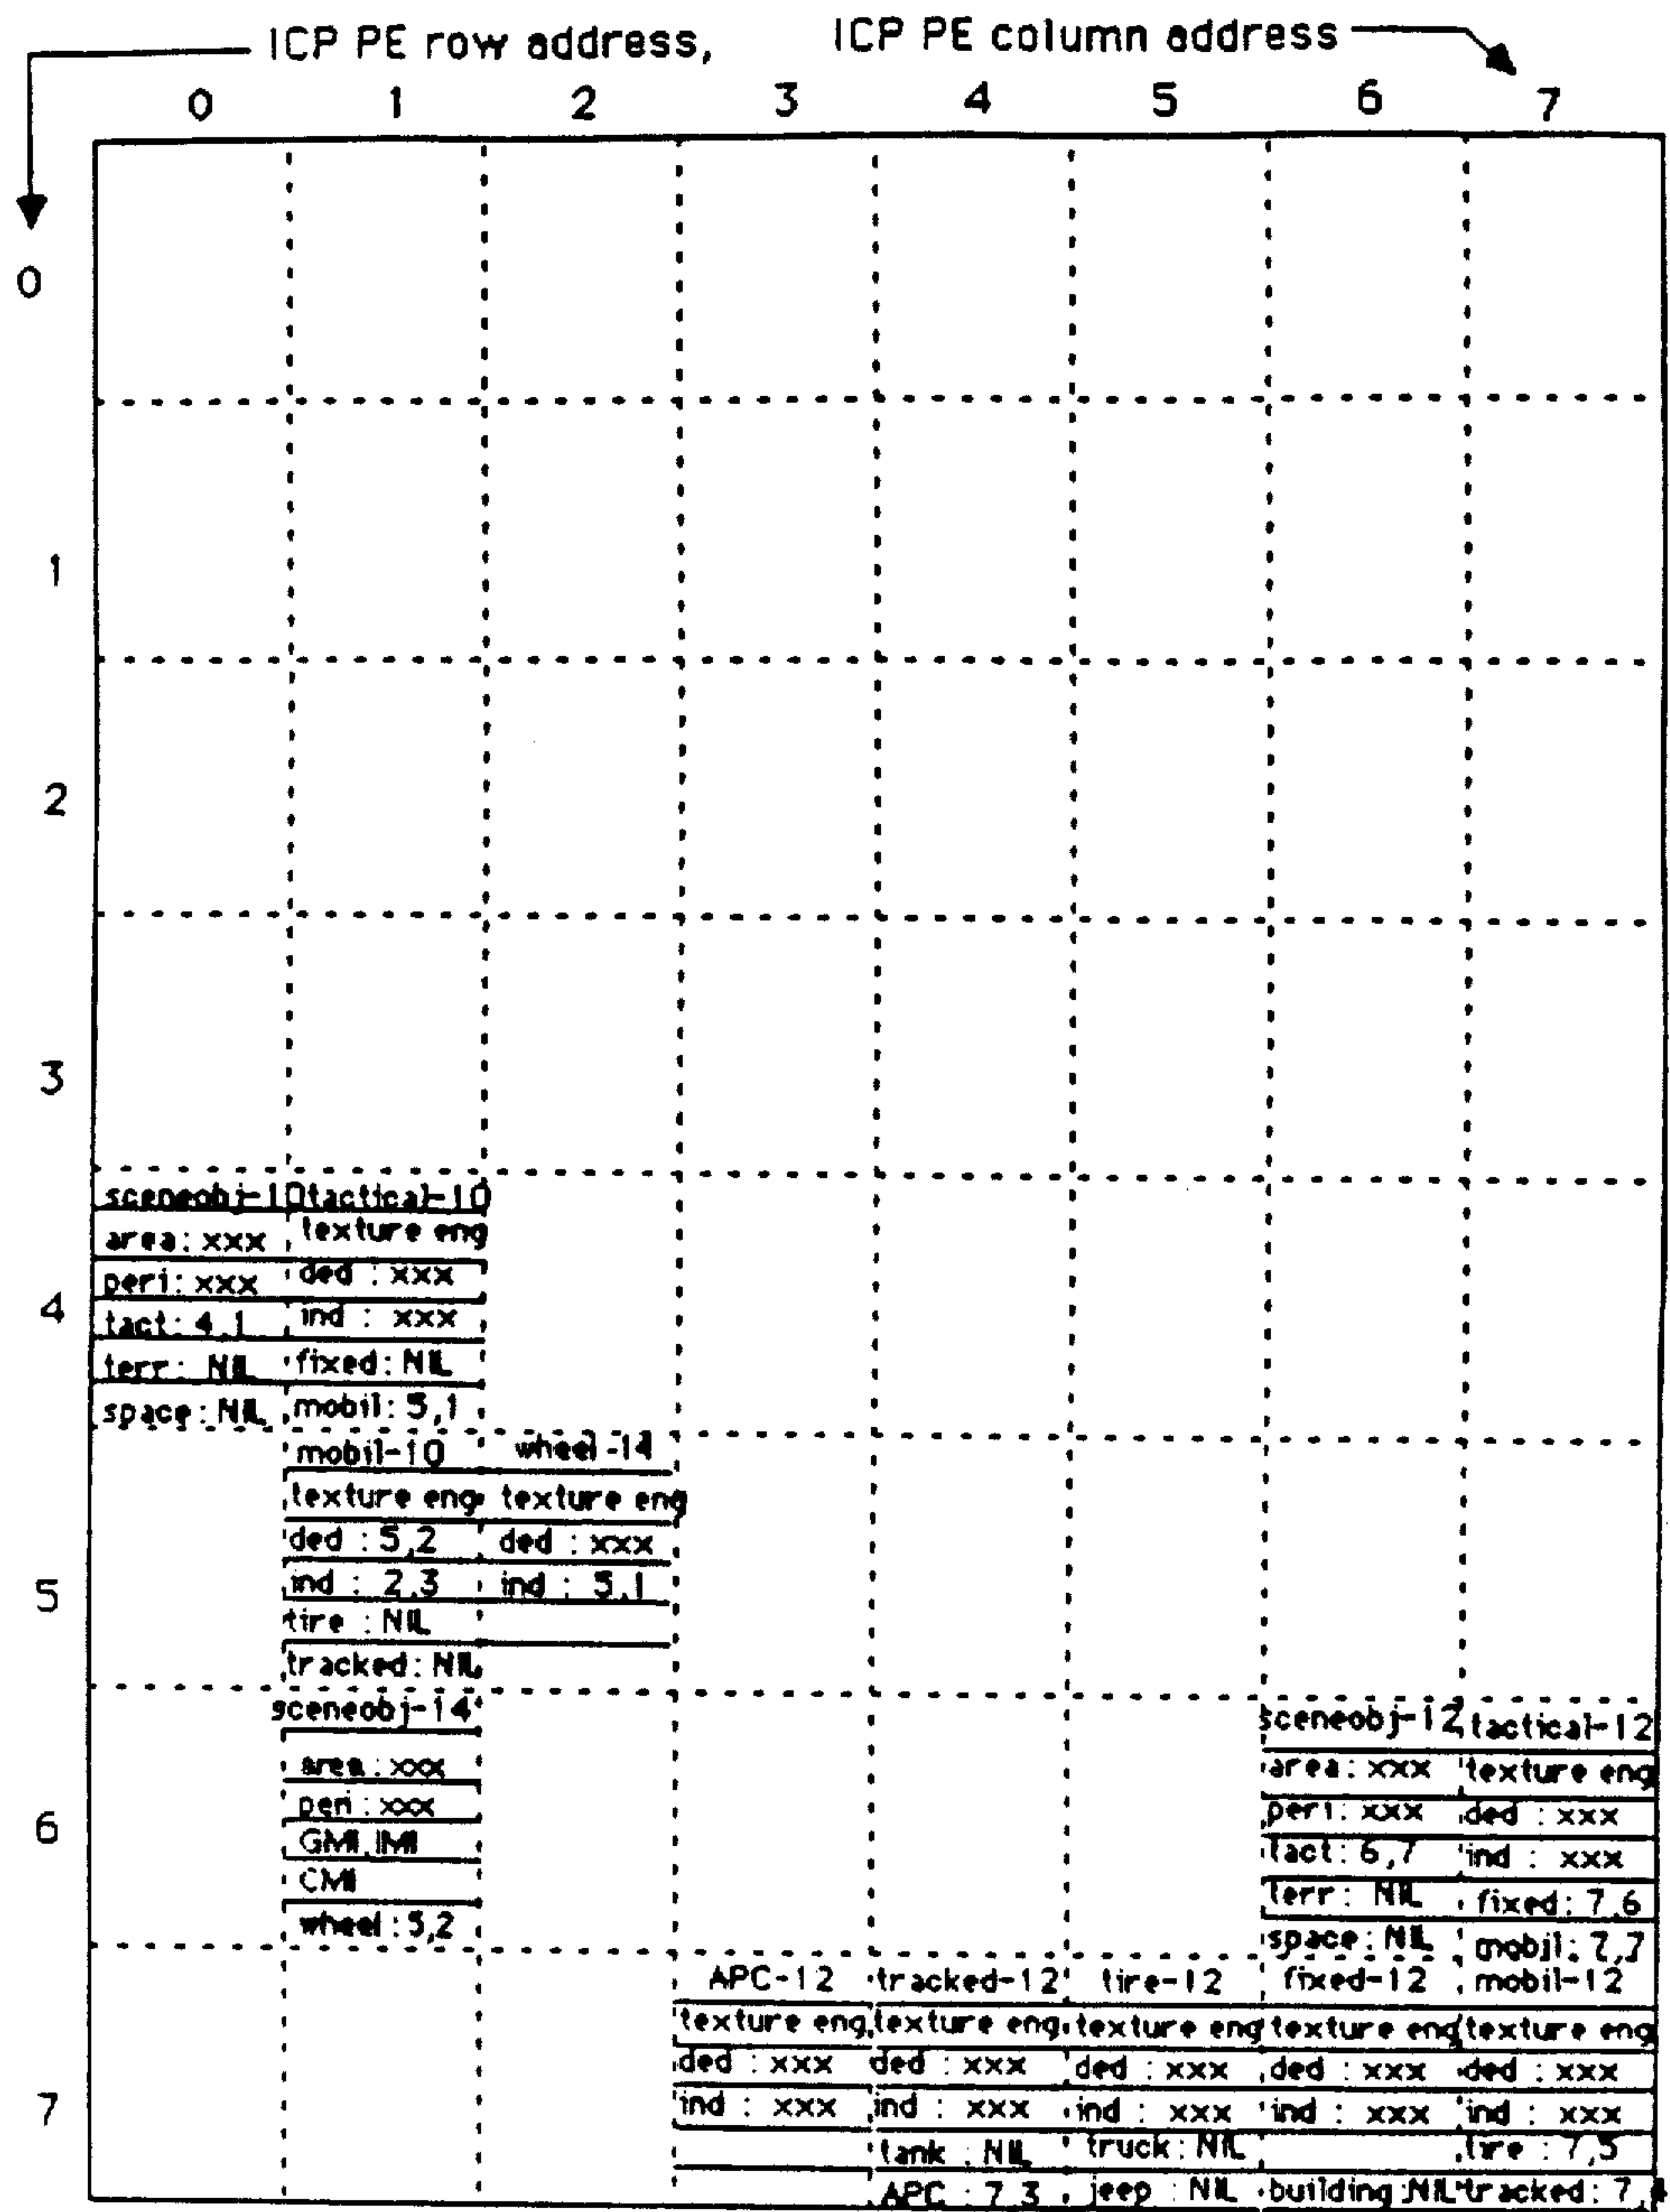 ICP PE row address, ICP PE column address
0 1 2 3 4 5 6 7
0
1
2
3
4
sceneobj-10
area: xxx
peri: xxx
tact: 4,1
terr: NIL
space: NIL
tactical-10
texture eng
ded : xxx
ind : xxx
fixed: NIL
mobil: 5,1
5
mobil-10
texture eng
ded : 5,2
ind : 2,3
tire : NIL
tracked: NIL
wheel-14
texture eng
ded : xxx
ind : 5,1
6
sceneobj-14
area : xxx
peri : xxx
GMI, IMI
CMI
wheel : 5,2
sceneobj-12
area: xxx
peri: xxx
tact: 6,7
terr: NIL
space: NIL
tactical-12
texture eng
ded : xxx
ind : xxx
fixed: 7,6
mobil: 7,7
7
APC-12
texture eng
ded : xxx
ind : xxx
tracked-12
texture eng
ded : xxx
ind : xxx
tank : NIL
APC : 7,3
tire-12
texture eng
ded : xxx
ind : xxx
truck: NIL
jeep : NIL
fixed-12
texture eng
ded : xxx
ind : xxx
building: NIL
mobil-12
texture eng
ded : xxx
ind : xxx
tire : 7,5
tracked: 7,4